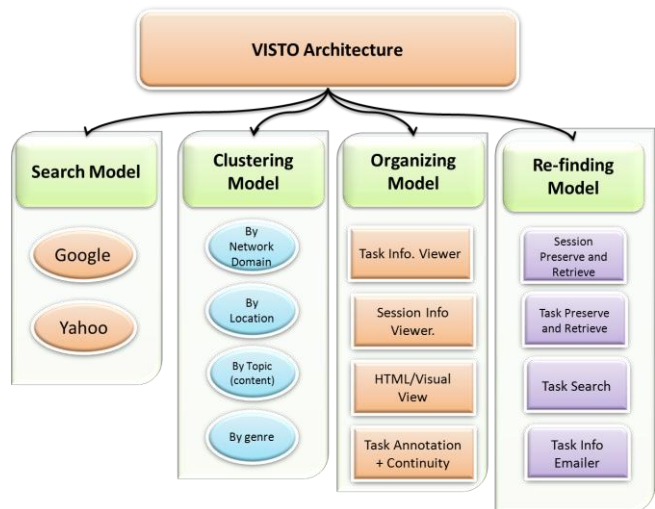 VISTO Architecture
Search Model
Google
Yahoo
Clustering
Model
By
Network
Domain
By
Location
By Topic
(content)
By genre
Organizing
Model
Task Info. Viewer
Session Info
Viewer.
HTML/Visual
View
Task Annotation
+ Continuity
Re-finding
Model
Session
Preserve and
Retrieve
Task Preserve
and Retrieve
Task Search
Task Info
Emailer